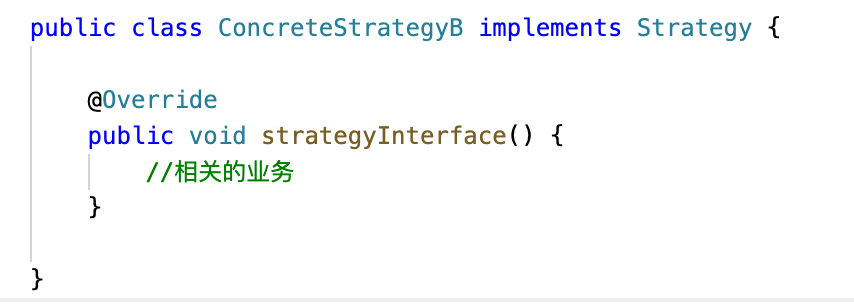 public class ConcreteStrategyB implements Strategy {
@Override
public void strategyInterface() {
//相关的业务
}
}